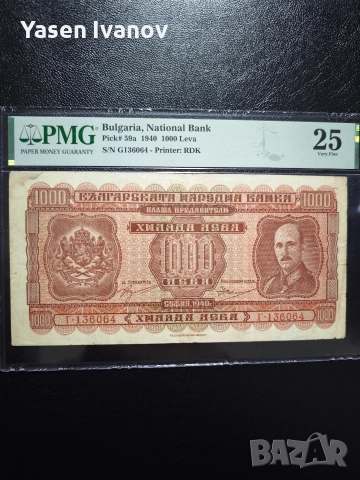 Yasen Ivanov
PMG
PAPER MONEY GUARANTY
Bulgaria, National Bank
Pick# 59a 1940 1000 Leva
S/N G136064 - Printer: RDK
25
Very Fine
1000 БЪЛГАРСКАТА НАРОДНА БАНКА 1000
ПЛАЩА ПРЕДЯВИТЕЛЮ
ХИЛЯДА ЛЕВА
1000
ЛЕВА
СОФИЯ 1940 г.
Г·136064 Г·136064
1000 ХИЛЯДА ЛЕВА 1000
BAZAR